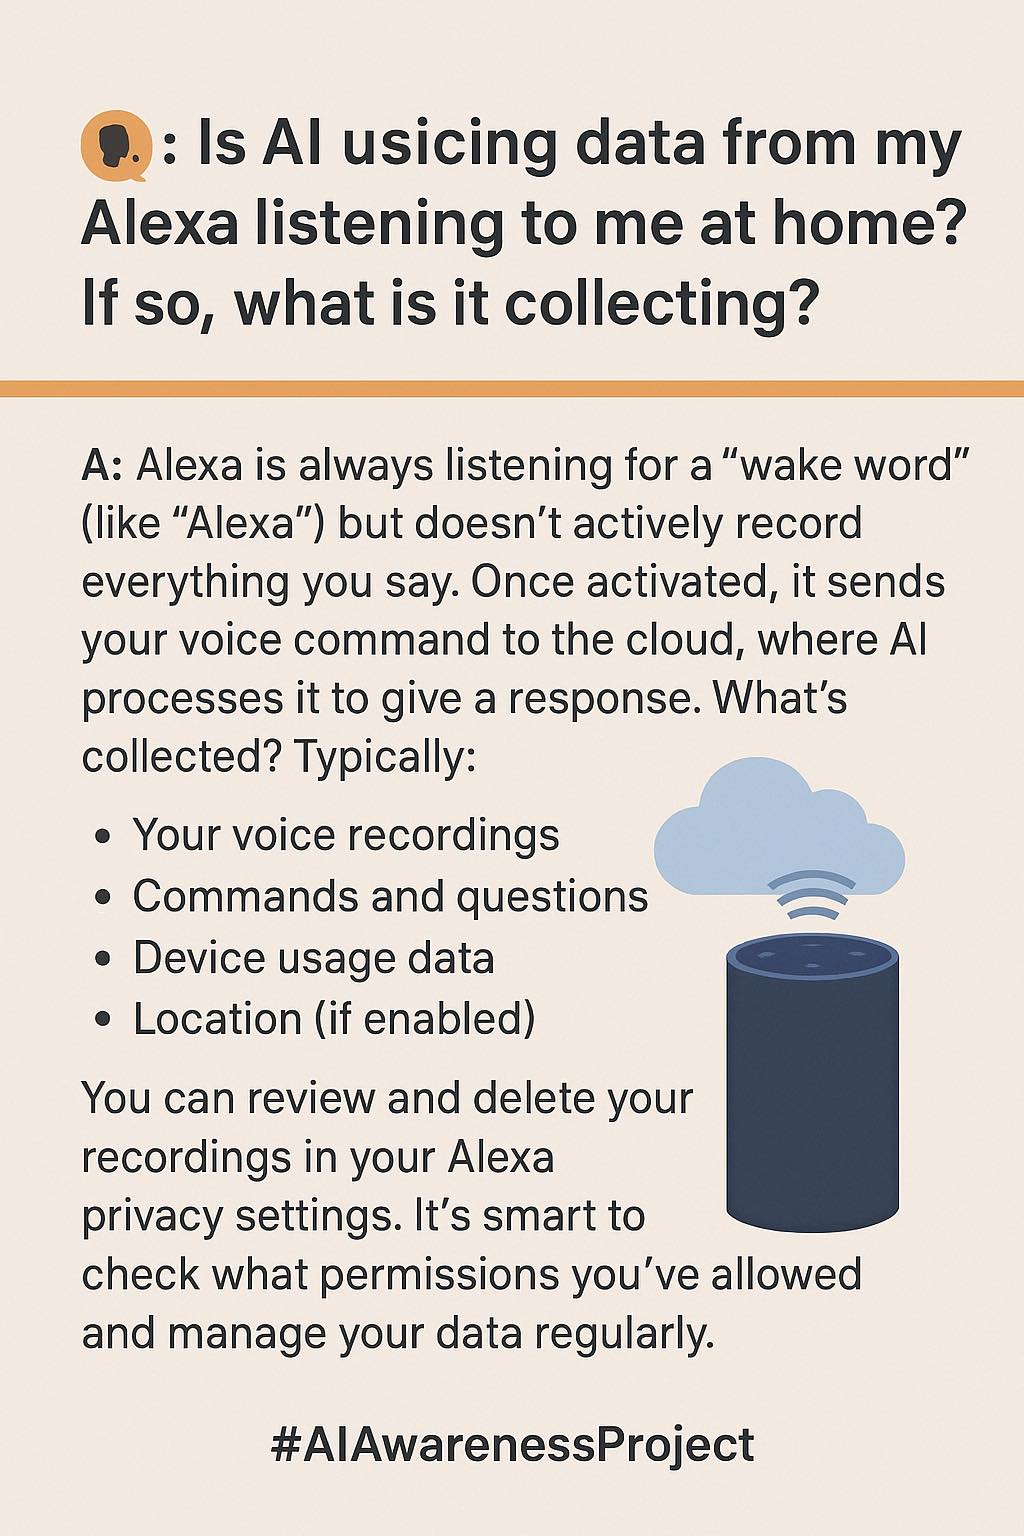 : Is AI usicing data from my
Alexa listening to me at home?
If so, what is it collecting?
A: Alexa is always listening for a “wake word”
(like “Alexa”) but doesn’t actively record
everything you say. Once activated, it sends
your voice command to the cloud, where AI
processes it to give a response. What’s
collected? Typically:
• Your voice recordings
• Commands and questions
• Device usage data
• Location (if enabled)
You can review and delete your
recordings in your Alexa
privacy settings. It’s smart to
check what permissions you’ve allowed
and manage your data regularly.
#AIAwarenessProject